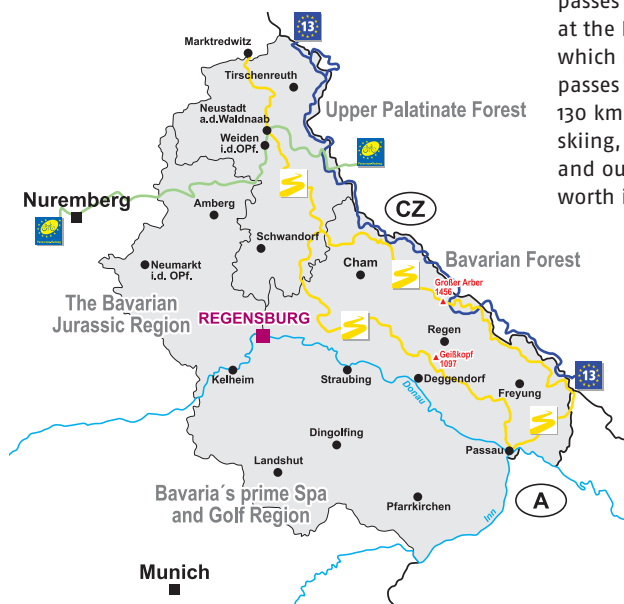 passes
at the
which
passes
130 km
skiing,
and ou
worth i
13
Marktredwitz
Tirschenreuth
Neustadt
a.d.Waldnaab
Upper Palatinate Forest
Weiden
i.d.OPf.
Nuremberg
Amberg
CZ
Schwandorf
Bavarian Forest
Neumarkt
i.d. OPf.
Cham
Großer Arber
1456
The Bavarian
Jurassic Region
REGENSBURG
Regen
Geißkopf
1097
Kelheim
Straubing
Donau
Deggendorf
Freyung
13
Dingolfing
Passau
Landshut
Bavaria´s prime Spa
and Golf Region
Pfarrkirchen
Inn
A
Munich